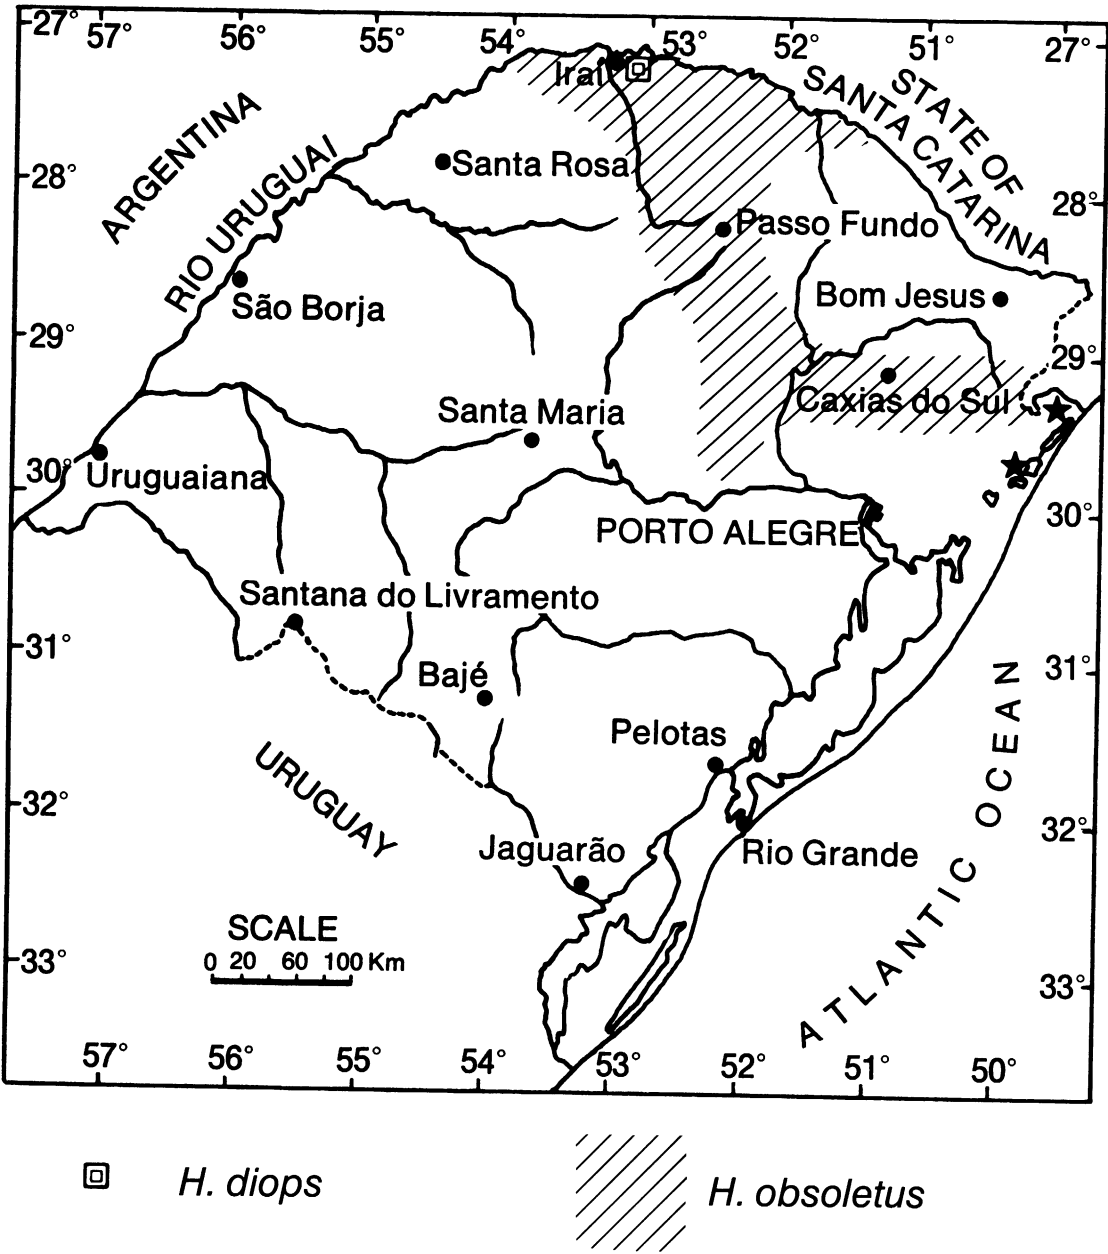 27°
57°
56°
55°
54°
53°
52°
51°
27°
Iraí
STATE OF
SANTA CATARINA
ARGENTINA
RIO URUGUAI
Santa Rosa
28°
28°
Passo Fundo
São Borja
Bom Jesus
29°
29°
Caxias do Sul
Santa Maria
30°
Uruguaiana
PORTO ALEGRE
30°
Santana do Livramento
31°
31°
Bajé
Pelotas
URUGUAY
ATLANTIC OCEAN
32°
32°
Jaguarão
Rio Grande
SCALE
0 20 60 100 Km
33°
33°
57°
56°
55°
54°
53°
52°
51°
50°
H. diops
H. obsoletus